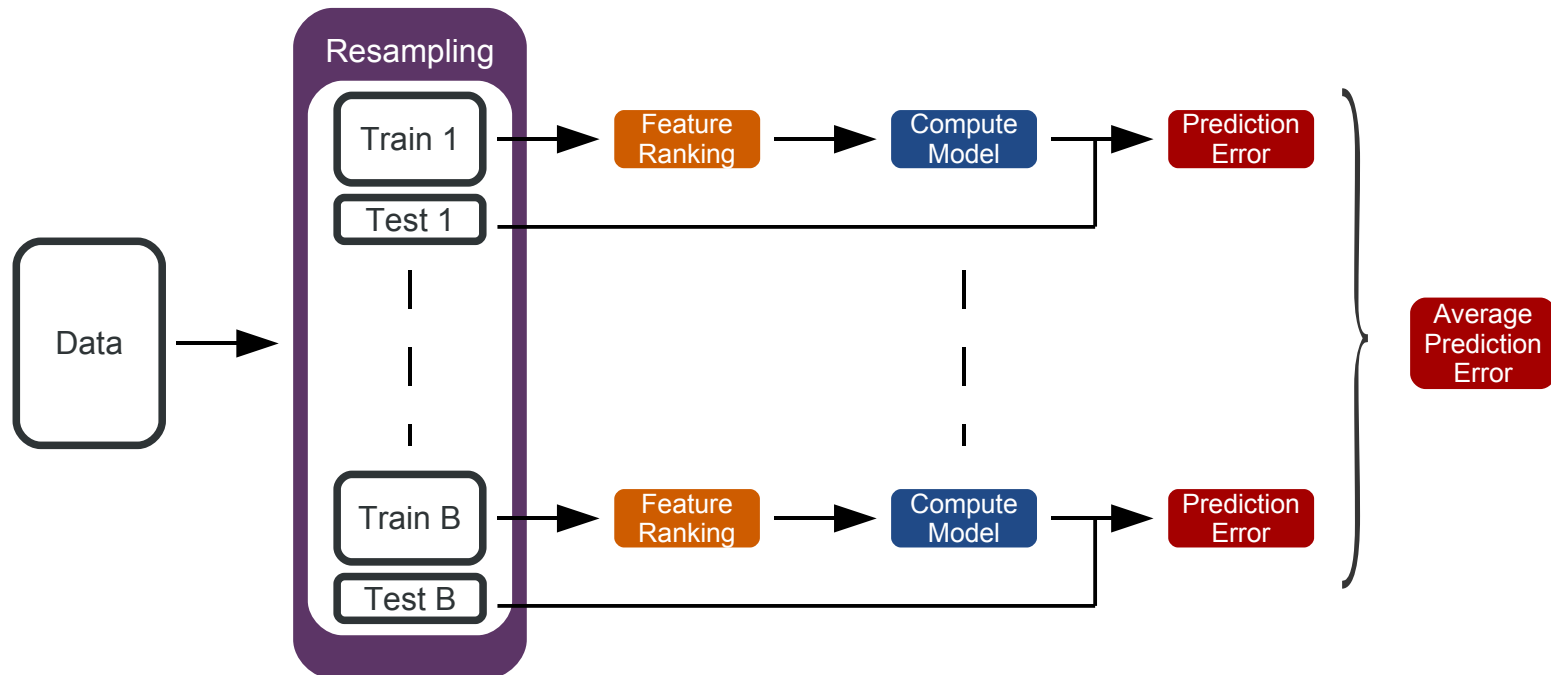 Resampling
Train 1
Feature
Ranking
Compute
Model
Prediction
Error
Test 1
Data
Average
Prediction
Error
Train B
Feature
Ranking
Compute
Model
Prediction
Error
Test B